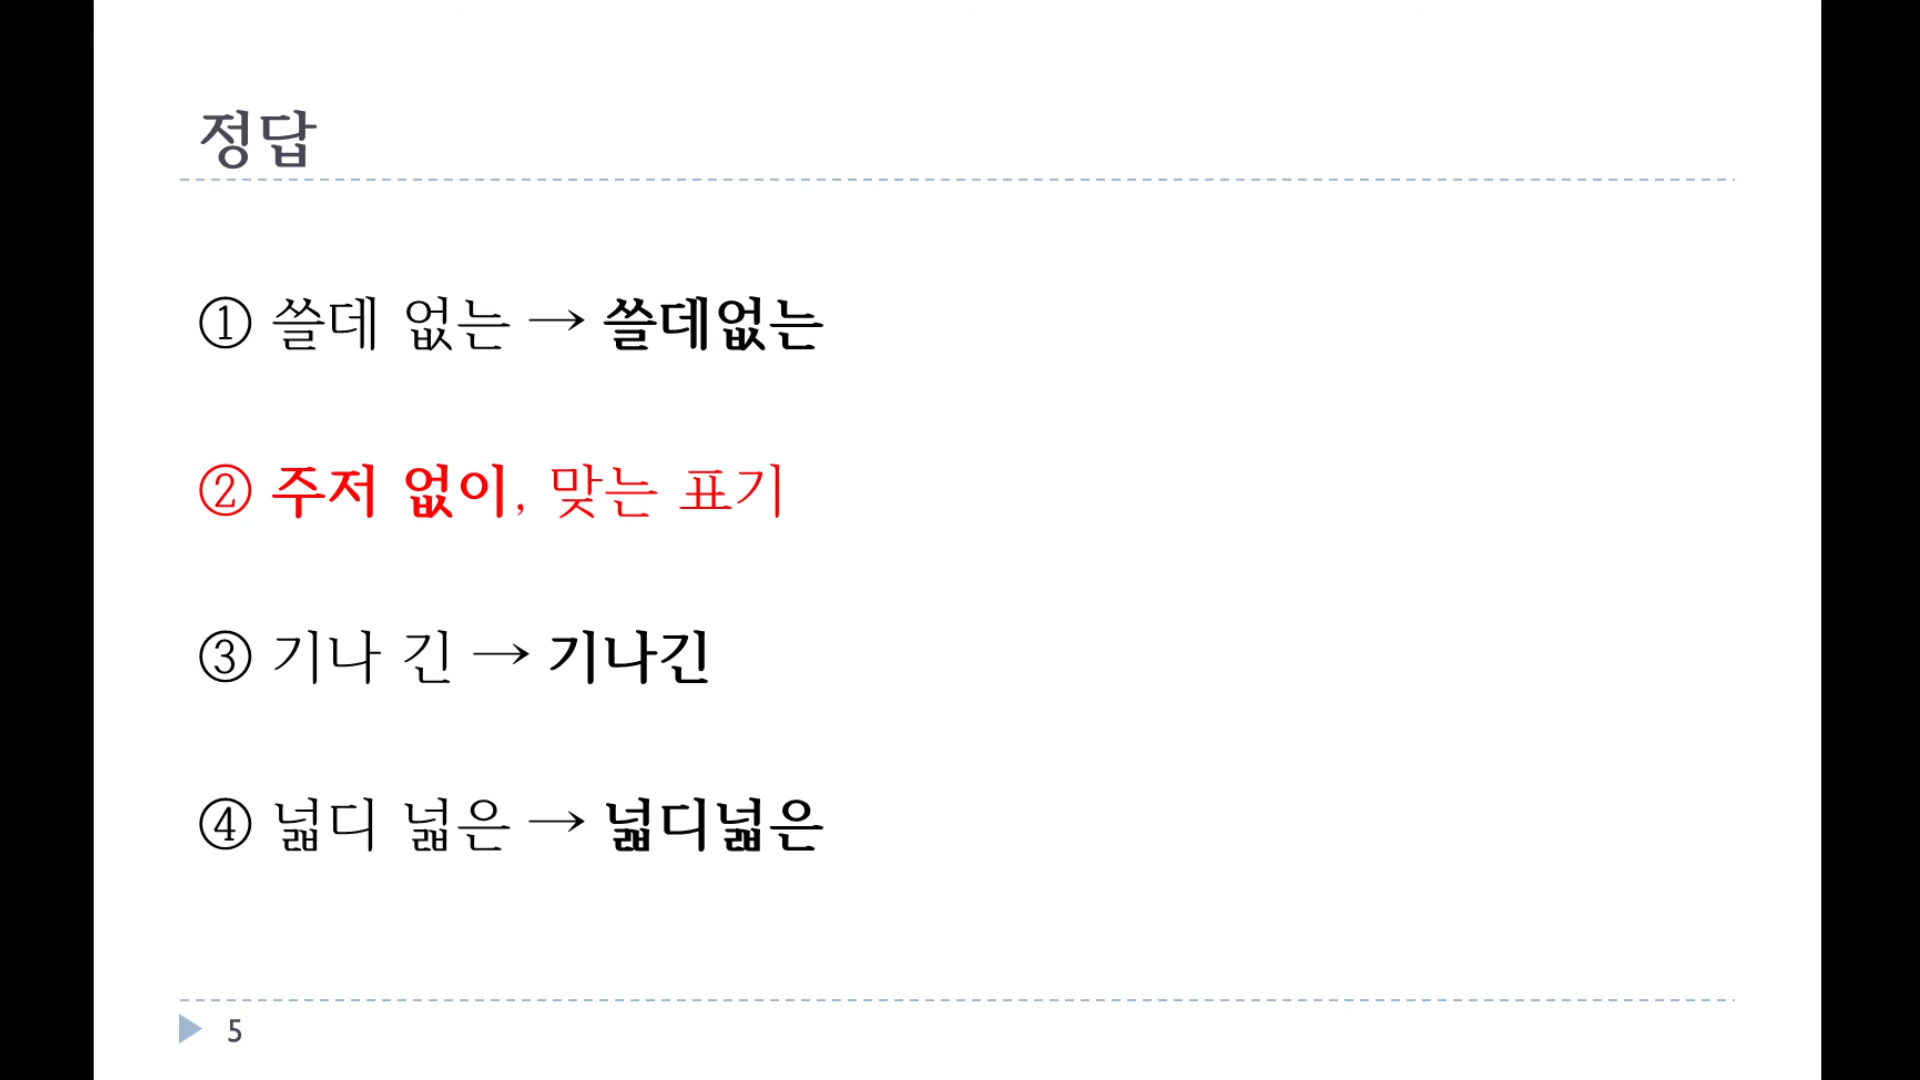 정답
① 쓸데 없는 → 쓸데없는
② 주저 없이, 맞는 표기
③ 기나 긴 → 기나긴
④ 넓디 넓은 → 넓디넓은
5